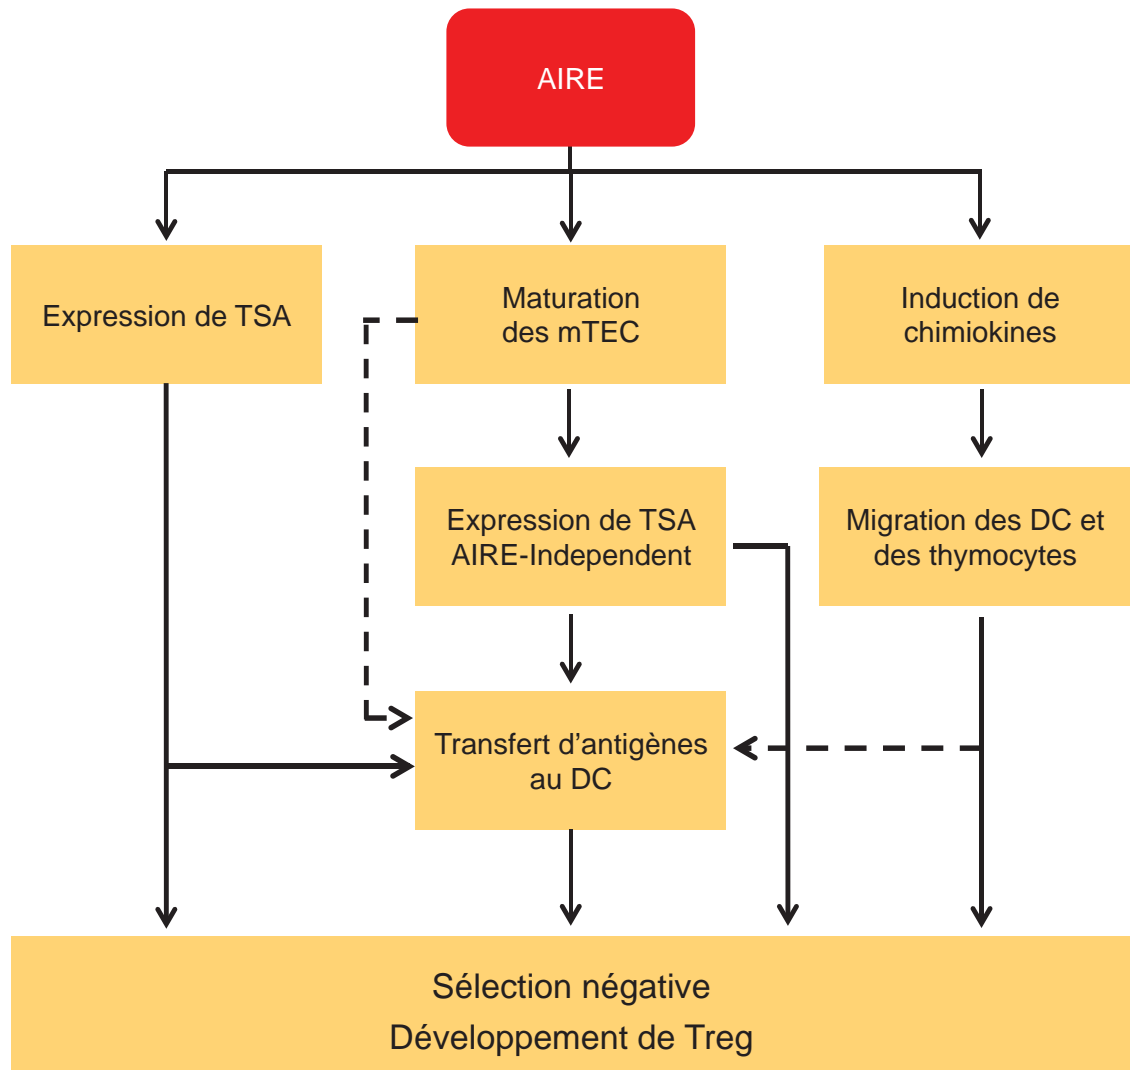 AIRE
Expression de TSA
Maturation
des mTEC
Induction de
chimiokines
Expression de TSA
AIRE-Independent
Migration des DC et
des thymocytes
Transfert d'antigènes
au DC
Sélection négative
Développement de Treg